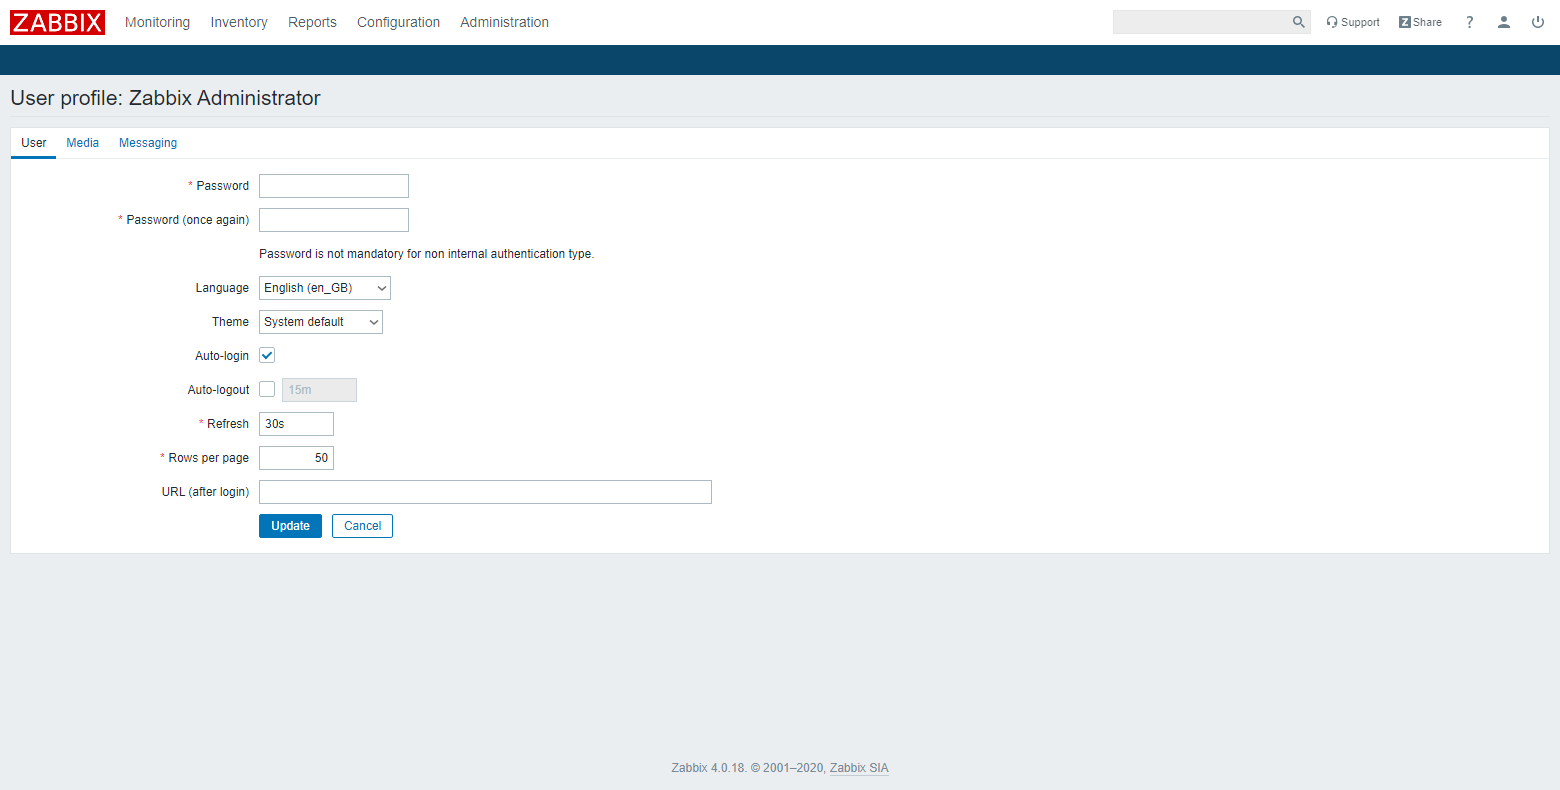 ZABBIX Monitoring Inventory Reports Configuration Administration Support Z Share ?
User profile: Zabbix Administrator
User Media Messaging
* Password
* Password (once again)
Password is not mandatory for non internal authentication type.
Language English (en_GB)
Theme System default
Auto-login
Auto-logout 15m
* Refresh 30s
* Rows per page 50
URL (after login)
Update Cancel
Zabbix 4.0.18. © 2001–2020, Zabbix SIA